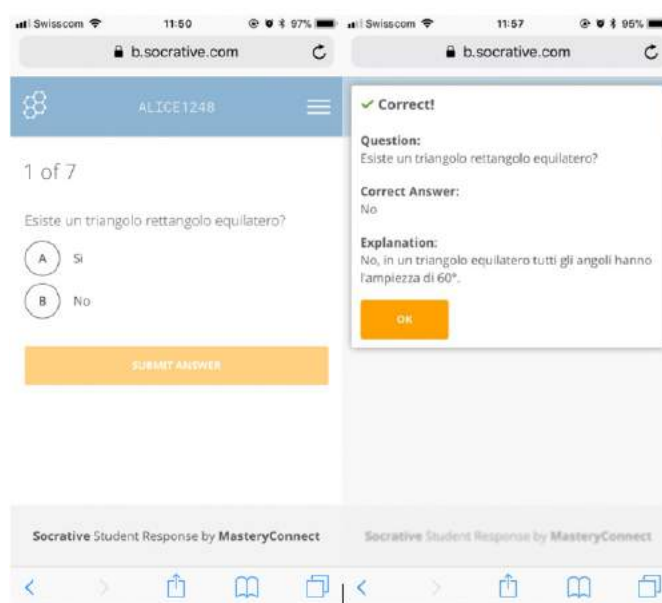 Swisscom 11:50 97%
b.socrative.com
ALICE1248
1 of 7
Esiste un triangolo rettangolo equilatero?
A Si
B No
SUBMIT ANSWER
Socrative Student Response by MasteryConnect
Swisscom 11:57 95%
b.socrative.com
Correct!
Question:
Esiste un triangolo rettangolo equilatero?
Correct Answer:
No
Explanation:
No, in un triangolo equilatero tutti gli angoli hanno
l'ampiezza di 60°.
OK
Socrative Student Response by MasteryConnect